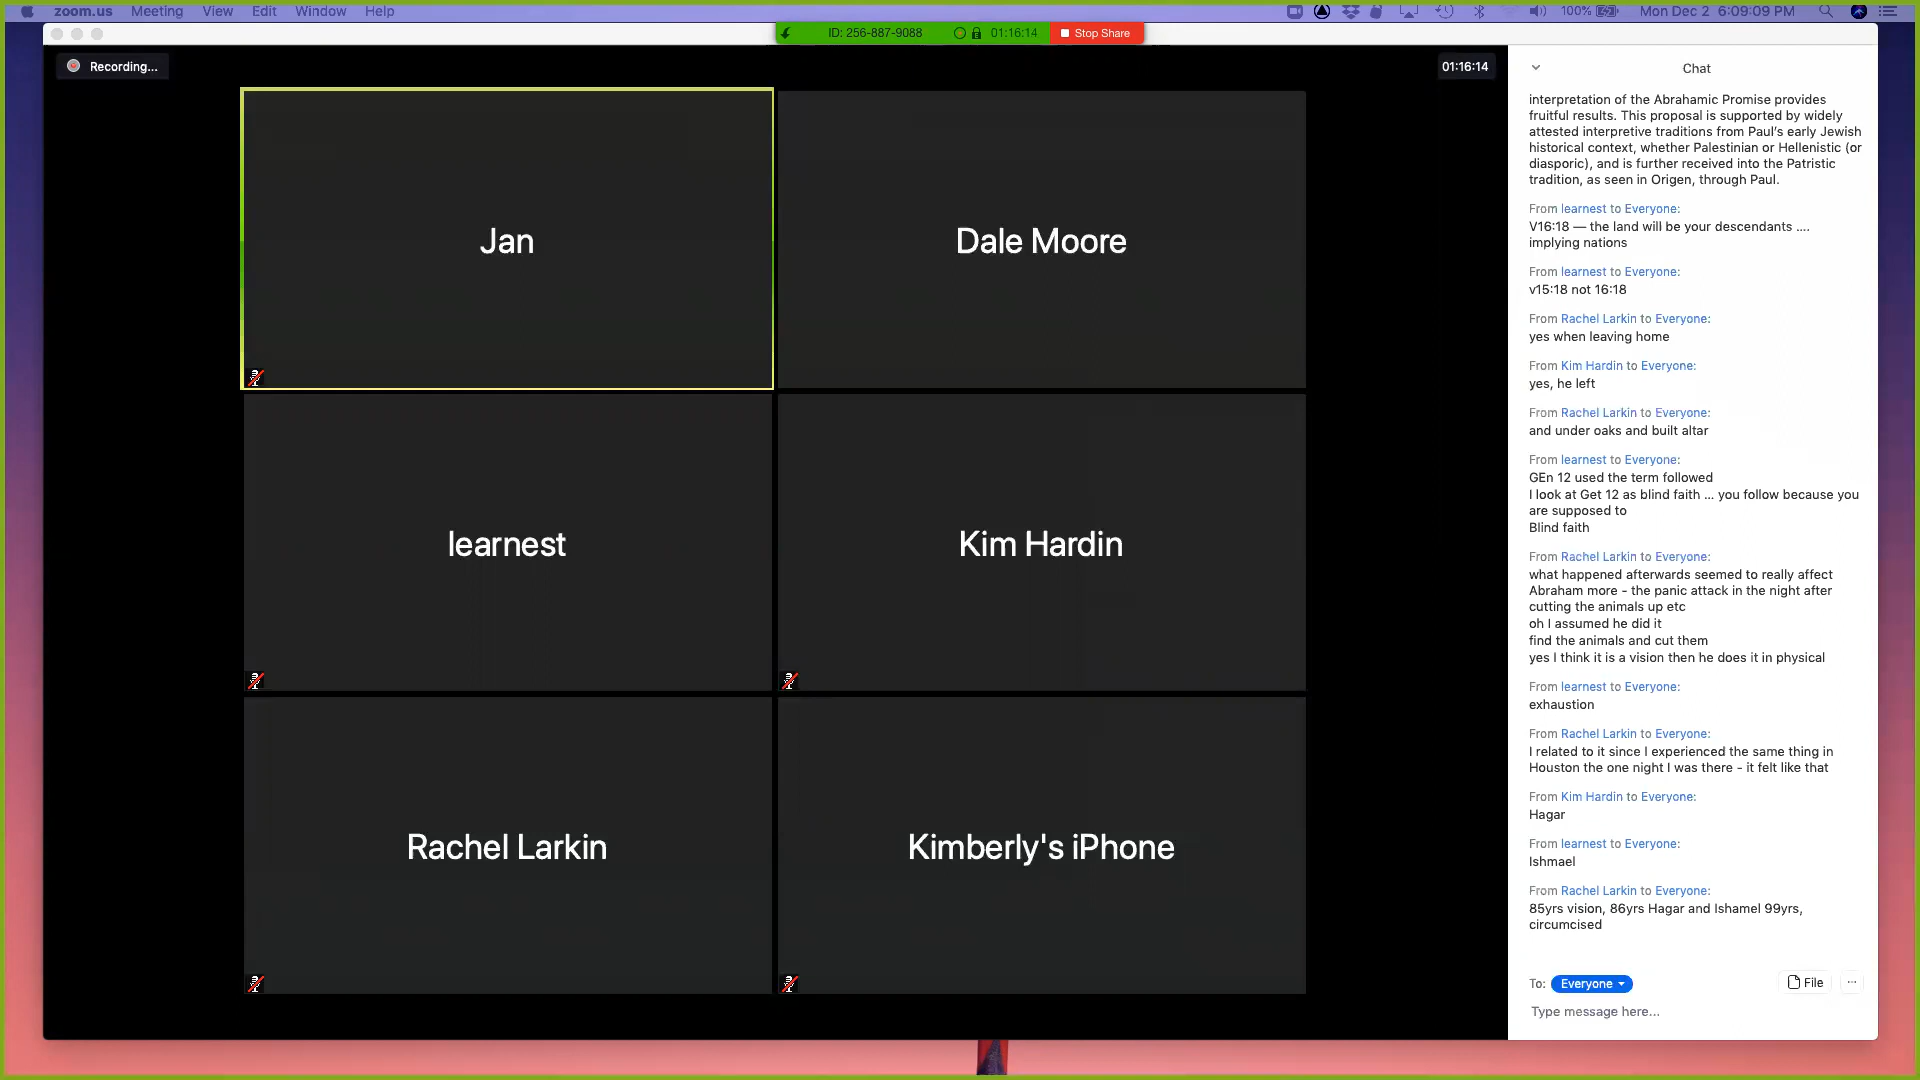 zoom.us Meeting View Edit Window Help 100% Mon Dec 2 6:09:09 PM
ID: 256-887-9088 01:16:14 Stop Share
Recording...
01:16:14
Jan
Dale Moore
learnest
Kim Hardin
Rachel Larkin
Kimberly's iPhone
Chat
interpretation of the Abrahamic Promise provides
fruitful results. This proposal is supported by widely
attested interpretive traditions from Paul's early Jewish
historical context, whether Palestinian or Hellenistic (or
diasporic), and is further received into the Patristic
tradition, as seen in Origen, through Paul.
From learnest to Everyone:
V16:18 — the land will be your descendants ....
implying nations
From learnest to Everyone:
v15:18 not 16:18
From Rachel Larkin to Everyone:
yes when leaving home
From Kim Hardin to Everyone:
yes, he left
From Rachel Larkin to Everyone:
and under oaks and built altar
From learnest to Everyone:
GEn 12 used the term followed
I look at Get 12 as blind faith ... you follow because you
are supposed to
Blind faith
From Rachel Larkin to Everyone:
what happened afterwards seemed to really affect
Abraham more - the panic attack in the night after
cutting the animals up etc
oh I assumed he did it
find the animals and cut them
yes I think it is a vision then he does it in physical
From learnest to Everyone:
exhaustion
From Rachel Larkin to Everyone:
I related to it since I experienced the same thing in
Houston the one night I was there - it felt like that
From Kim Hardin to Everyone:
Hagar
From learnest to Everyone:
Ishmael
From Rachel Larkin to Everyone:
85yrs vision, 86yrs Hagar and Ishamel 99yrs,
circumcised
To: Everyone File ...
Type message here...